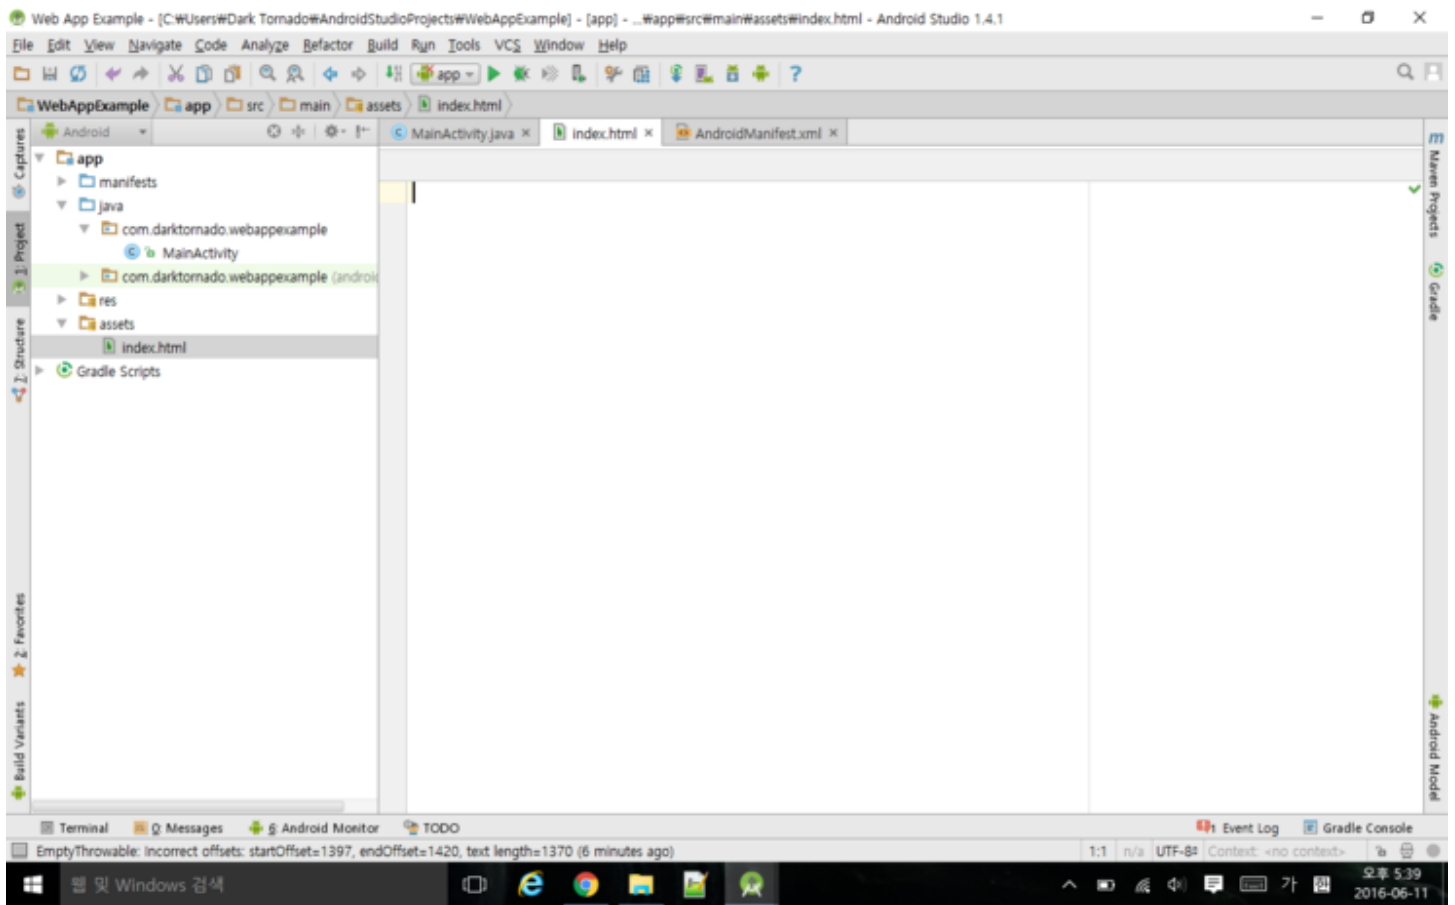 Web App Example - [C:₩Users₩Dark Tornado₩AndroidStudioProjects₩WebAppExample] - [app] - ...₩app₩src₩main₩assets₩index.html - Android Studio 1.4.1
File Edit View Navigate Code Analyze Refactor Build Run Tools VCS Window Help
app
WebAppExample app src main assets index.html
Android
MainActivity.java index.html AndroidManifest.xml
app
manifests
java
com.darktornado.webappexample
MainActivity
com.darktornado.webappexample (android
res
assets
index.html
Gradle Scripts
Captures
1: Project
7: Structure
2: Favorites
Build Variants
Maven Projects
Gradle
Android Model
Terminal 0: Messages 6: Android Monitor TODO 1 Event Log Gradle Console
EmptyThrowable: Incorrect offsets: startOffset=1397, endOffset=1420, text length=1370 (6 minutes ago) 1:1 n/a UTF-8 Context: <no context>
웹 및 Windows 검색 가 한 오후 5:39
2016-06-11